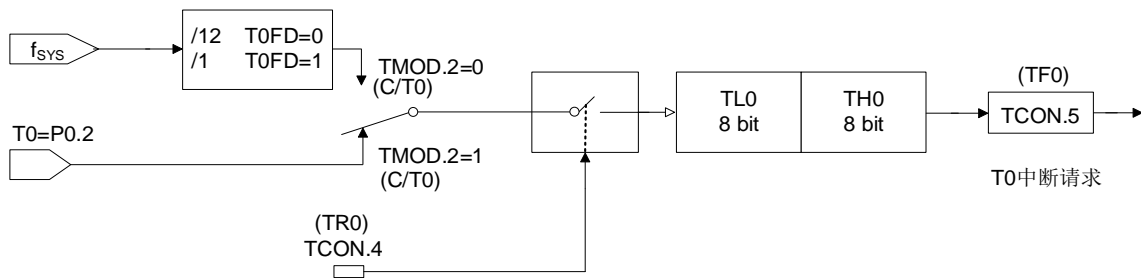 /12 T0FD=0
/1 T0FD=1
fSYS
TMOD.2=0
(C/T0)
T0=P0.2
TMOD.2=1
(C/T0)
(TR0)
TCON.4
TL0
8 bit
TH0
8 bit
(TF0)
TCON.5
T0中断请求